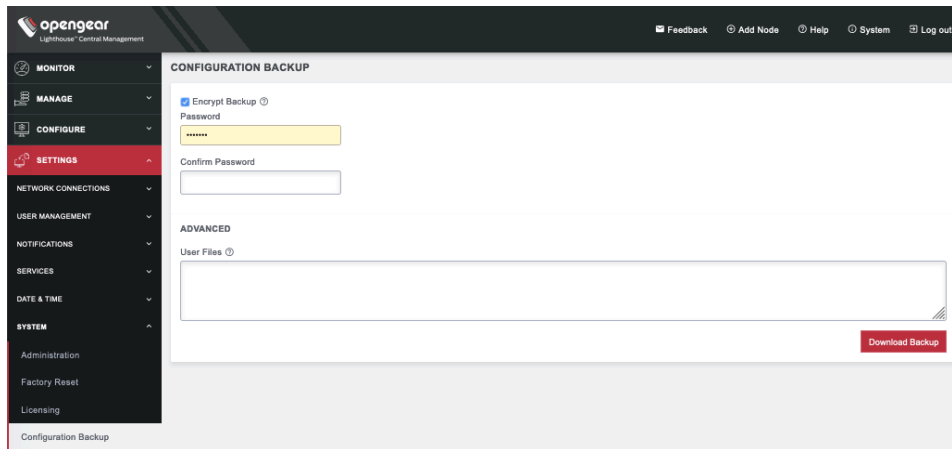 opengear
Lighthouse™ Central Management
Feedback
Add Node
Help
System
Log out
MONITOR
MANAGE
CONFIGURE
SETTINGS
NETWORK CONNECTIONS
USER MANAGEMENT
NOTIFICATIONS
SERVICES
DATE & TIME
SYSTEM
Administration
Factory Reset
Licensing
Configuration Backup
CONFIGURATION BACKUP
Encrypt Backup
Password
•••••••
Confirm Password
ADVANCED
User Files
Download Backup